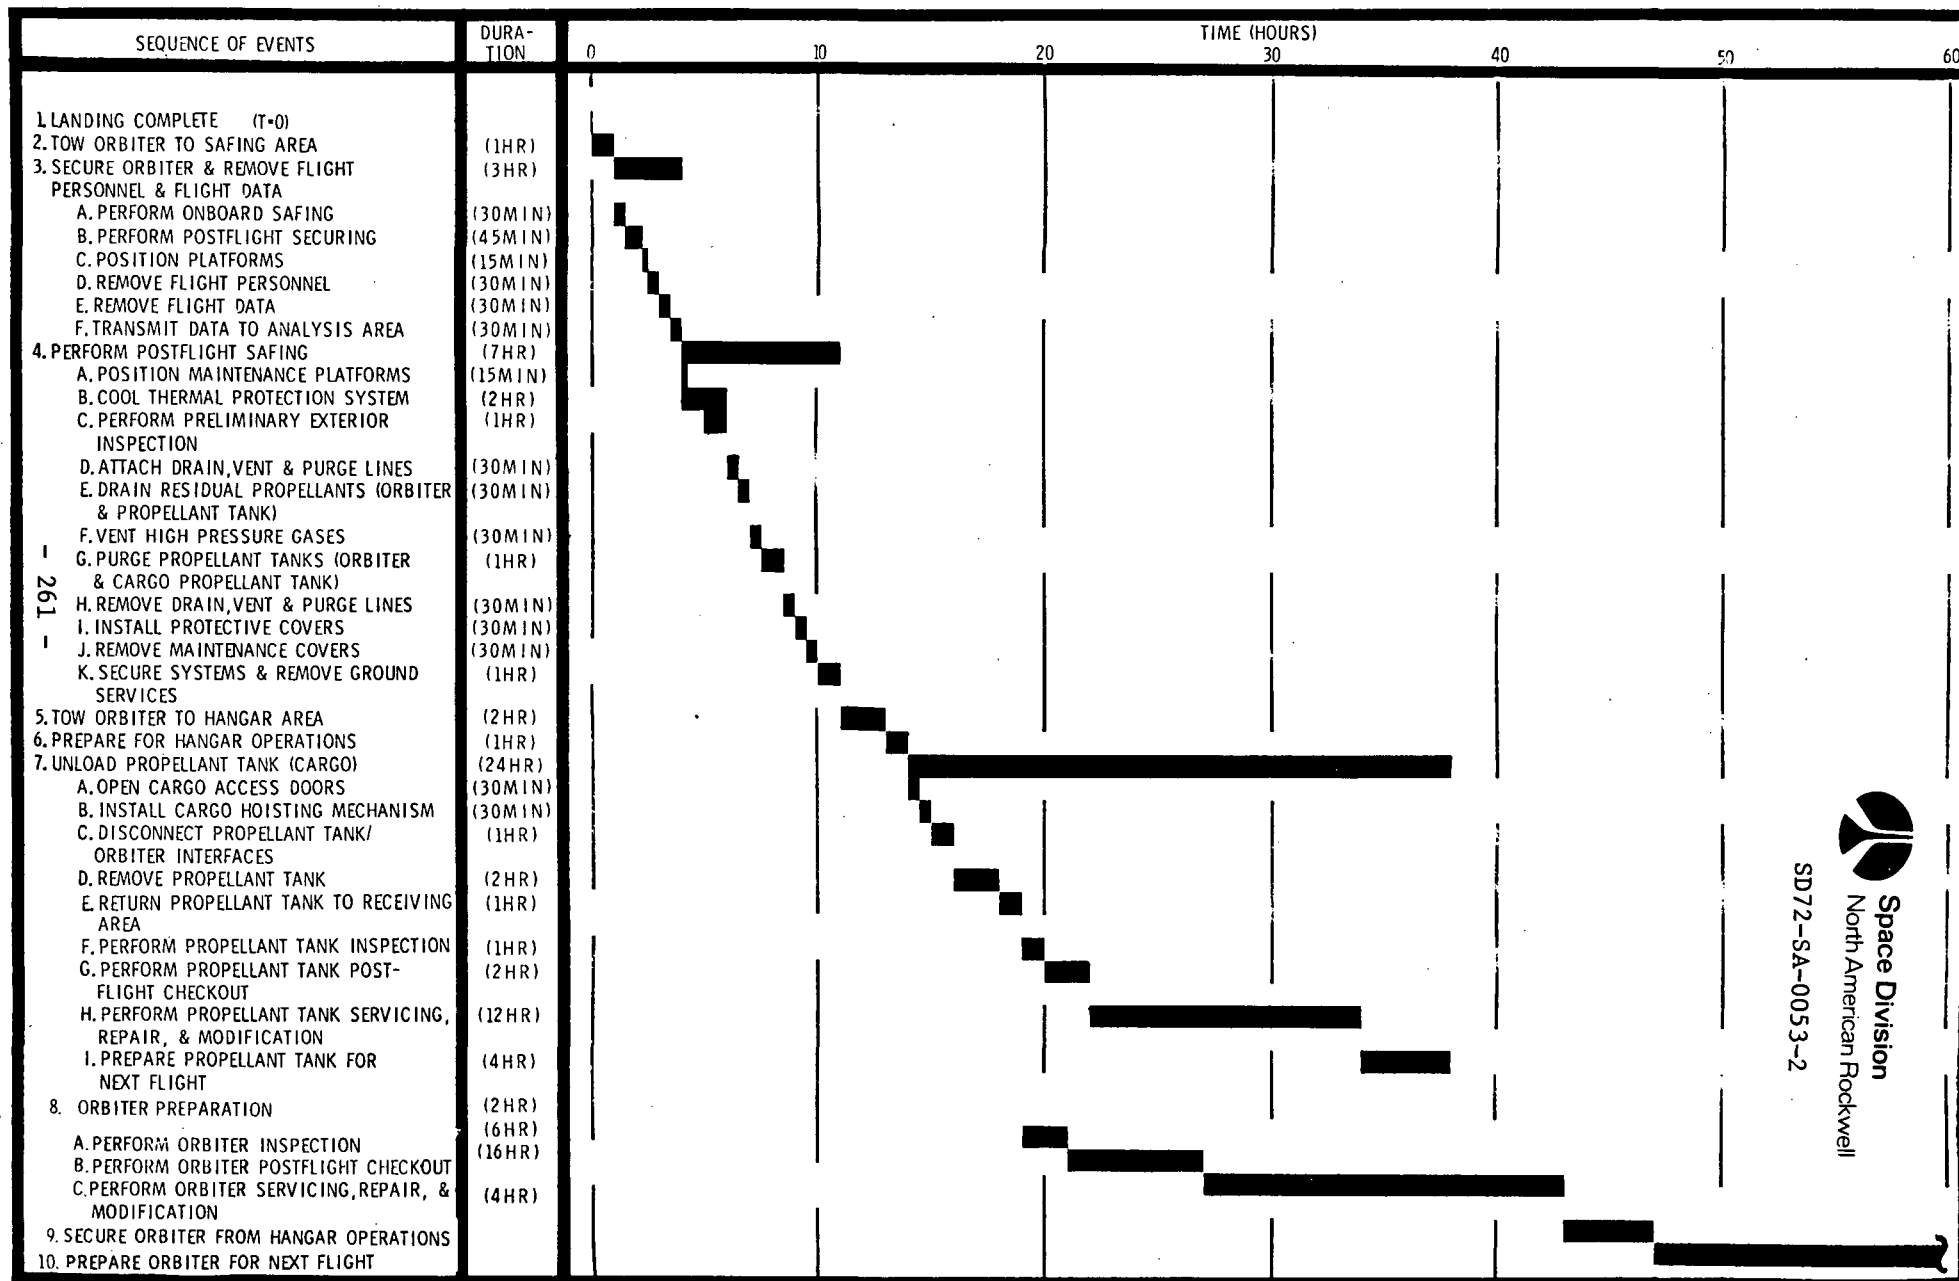 SEQUENCE OF EVENTS
DURA-
TION
TIME (HOURS)
0 10 20 30 40 50 60
1. LANDING COMPLETE (T=0)
2. TOW ORBITER TO SAFING AREA (1HR)
3. SECURE ORBITER & REMOVE FLIGHT (3HR)
PERSONNEL & FLIGHT DATA
A. PERFORM ONBOARD SAFING (30MIN)
B. PERFORM POSTFLIGHT SECURING (45MIN)
C. POSITION PLATFORMS (15MIN)
D. REMOVE FLIGHT PERSONNEL (30MIN)
E. REMOVE FLIGHT DATA (30MIN)
F. TRANSMIT DATA TO ANALYSIS AREA (30MIN)
4. PERFORM POSTFLIGHT SAFING (7HR)
A. POSITION MAINTENANCE PLATFORMS (15MIN)
B. COOL THERMAL PROTECTION SYSTEM (2HR)
C. PERFORM PRELIMINARY EXTERIOR (1HR)
INSPECTION
D. ATTACH DRAIN, VENT & PURGE LINES (30MIN)
E. DRAIN RESIDUAL PROPELLANTS (ORBITER (30MIN)
& PROPELLANT TANK)
F. VENT HIGH PRESSURE GASES (30MIN)
G. PURGE PROPELLANT TANKS (ORBITER (1HR)
& CARGO PROPELLANT TANK)
H. REMOVE DRAIN, VENT & PURGE LINES (30MIN)
I. INSTALL PROTECTIVE COVERS (30MIN)
J. REMOVE MAINTENANCE COVERS (30MIN)
K. SECURE SYSTEMS & REMOVE GROUND (1HR)
SERVICES
5. TOW ORBITER TO HANGAR AREA (2HR)
6. PREPARE FOR HANGAR OPERATIONS (1HR)
7. UNLOAD PROPELLANT TANK (CARGO) (24HR)
A. OPEN CARGO ACCESS DOORS (30MIN)
B. INSTALL CARGO HOISTING MECHANISM (30MIN)
C. DISCONNECT PROPELLANT TANK/ (1HR)
ORBITER INTERFACES
D. REMOVE PROPELLANT TANK (2HR)
E. RETURN PROPELLANT TANK TO RECEIVING (1HR)
AREA
F. PERFORM PROPELLANT TANK INSPECTION (1HR)
G. PERFORM PROPELLANT TANK POST- (2HR)
FLIGHT CHECKOUT
H. PERFORM PROPELLANT TANK SERVICING, (12HR)
REPAIR, & MODIFICATION
I. PREPARE PROPELLANT TANK FOR (4HR)
NEXT FLIGHT
8. ORBITER PREPARATION (2HR)
(6HR)
A. PERFORM ORBITER INSPECTION (16HR)
B. PERFORM ORBITER POSTFLIGHT CHECKOUT
C. PERFORM ORBITER SERVICING, REPAIR, & (4HR)
MODIFICATION
9. SECURE ORBITER FROM HANGAR OPERATIONS
10. PREPARE ORBITER FOR NEXT FLIGHT
- 261 -
Space Division
North American Rockwell
SD72-SA-0053-2